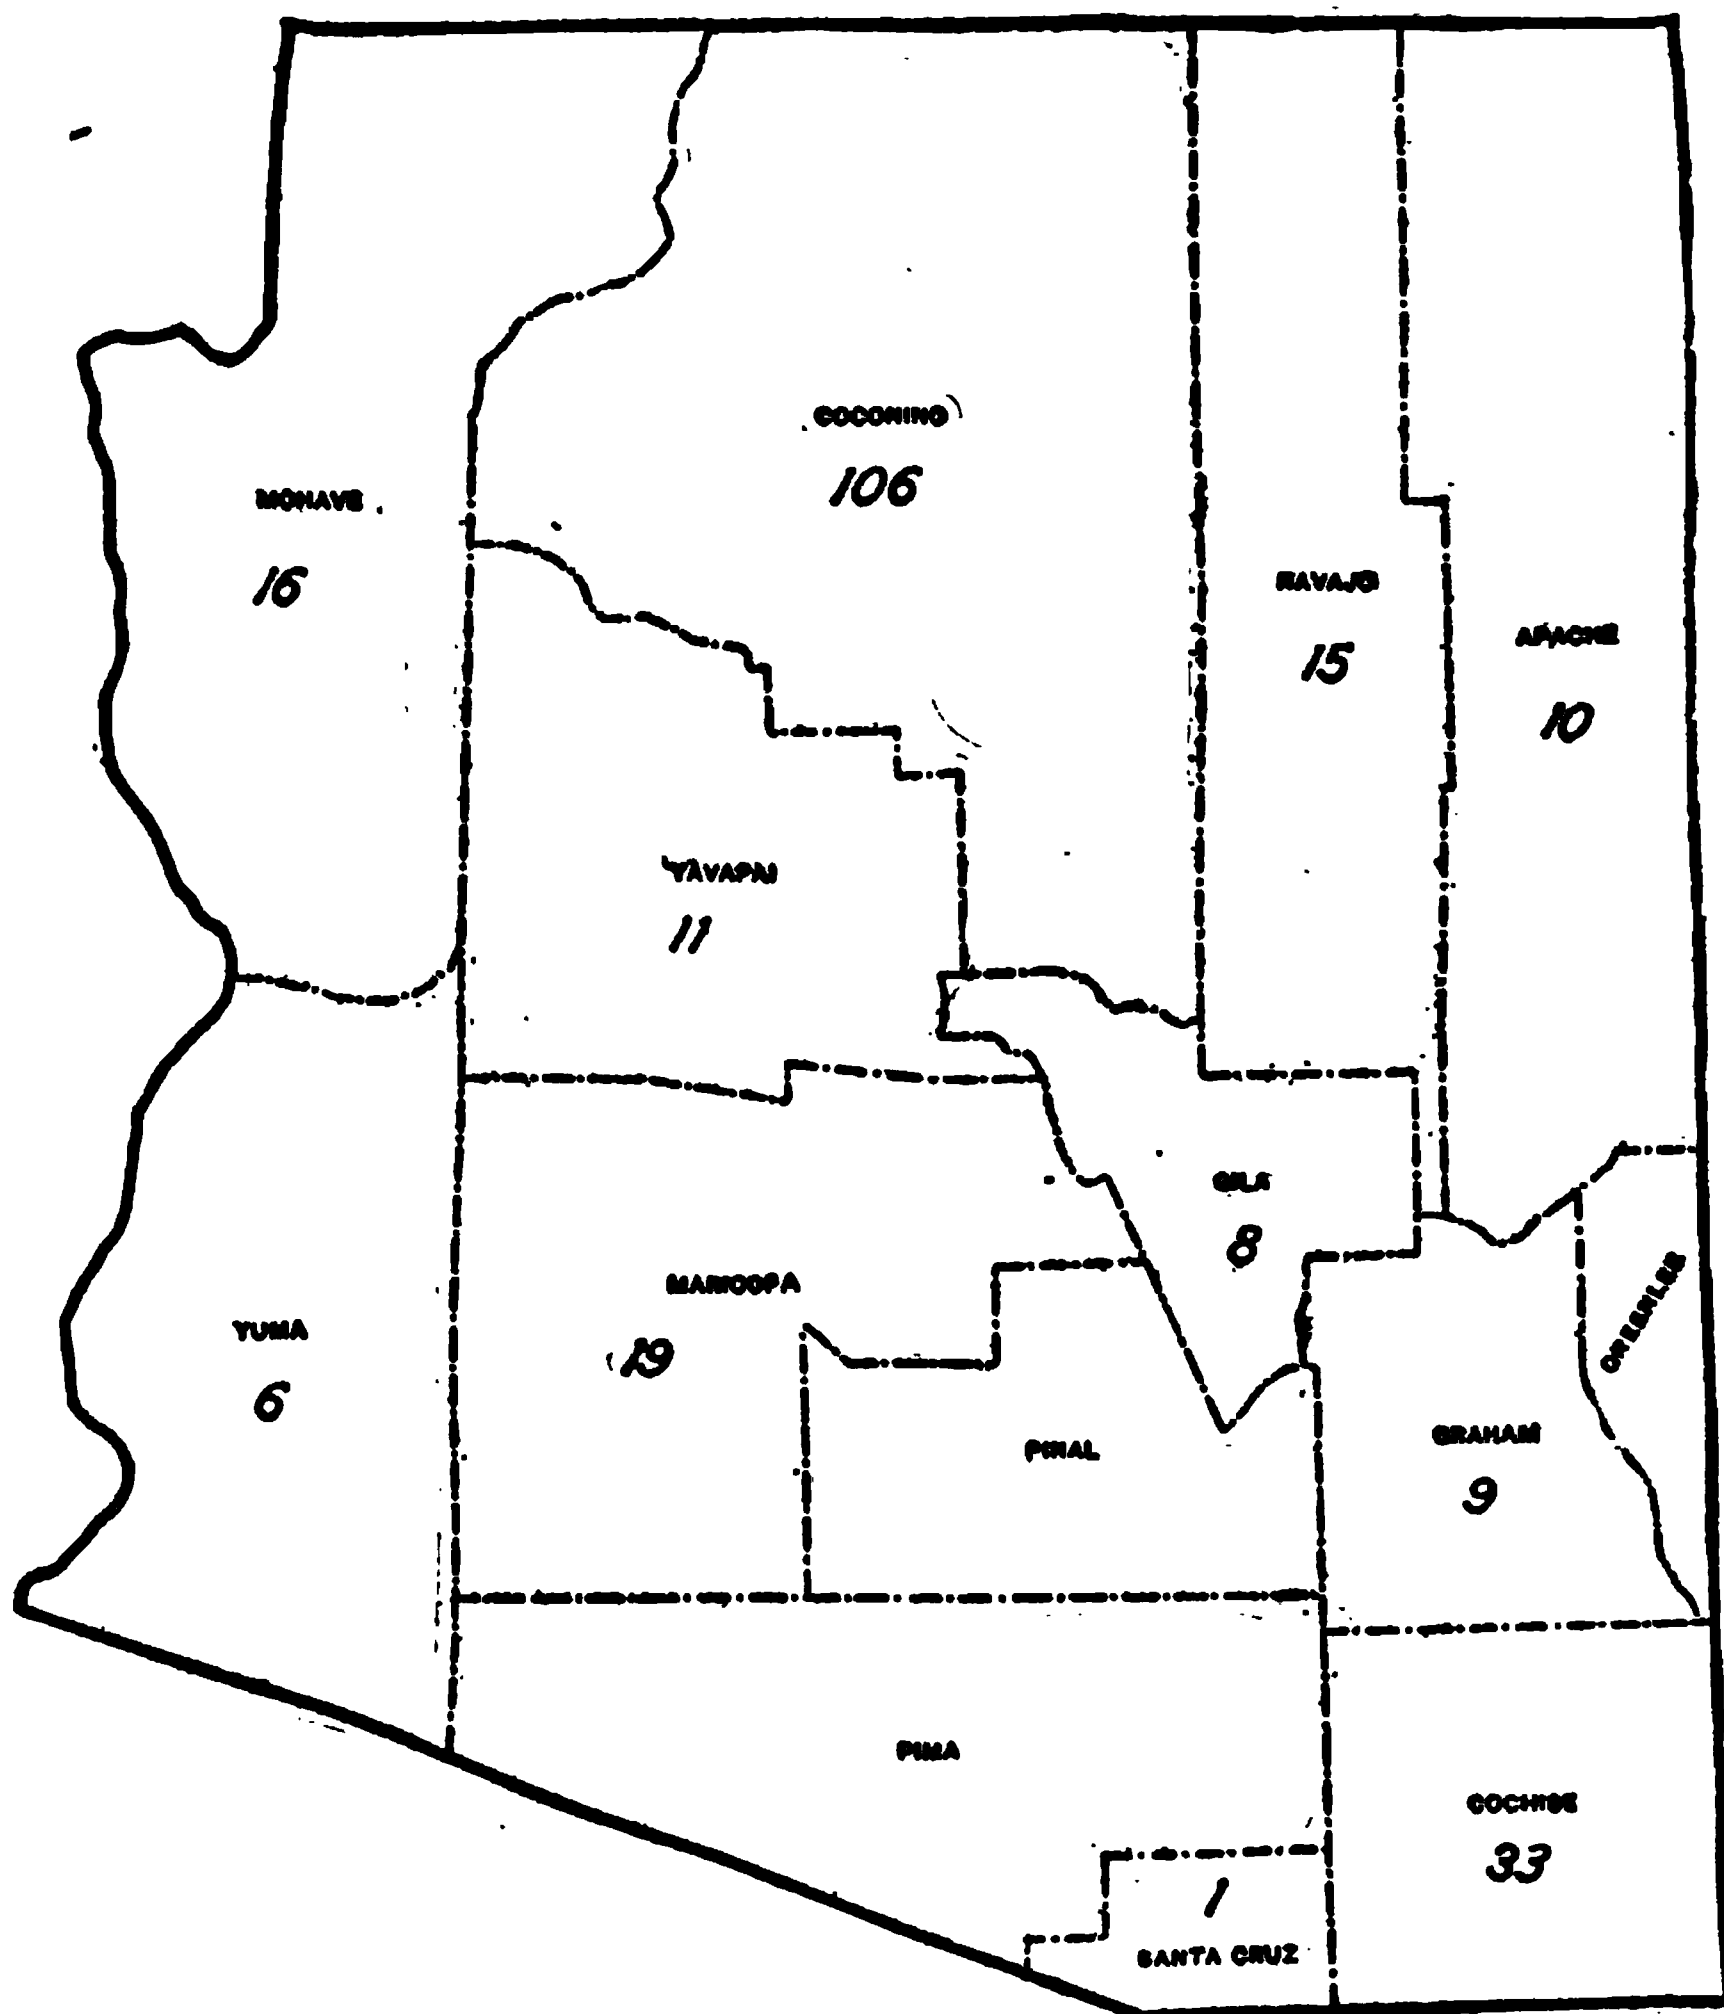 COCONINO
106
MOHAVE
16
NAVAJO
15
APACHE
10
YAVAPAI
11
GILA
8
MARICOPA
19
YUMA
6
GREENLEE
PINAL
GRAHAM
9
PIMA
COCHISE
33
1
SANTA CRUZ